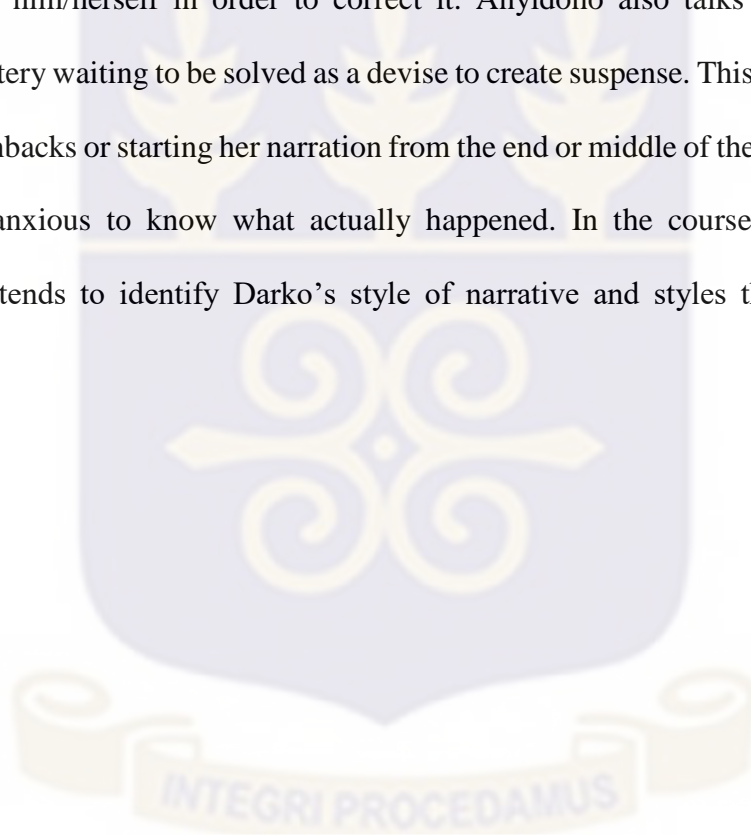 him/herself in order to correct it. Anyidoho also talks
tery waiting to be solved as a devise to create suspense. This
hbacks or starting her narration from the end or middle of the
anxious to know what actually happened. In the course
tends to identify Darko’s style of narrative and styles t
INTEGRI PROCEDAMUS